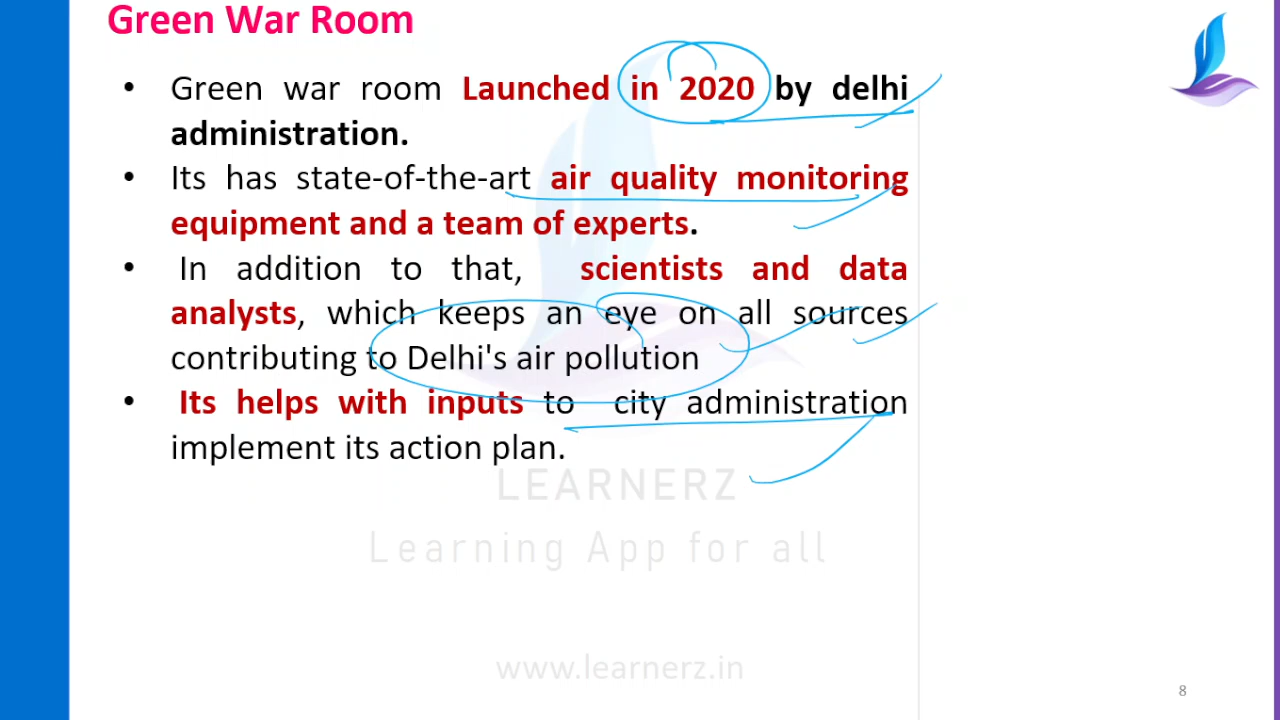 Green War Room
• Green war room Launched in 2020 by delhi
administration.
• Its has state-of-the-art air quality monitoring
equipment and a team of experts.
• In addition to that, scientists and data
analysts, which keeps an eye on all sources
contributing to Delhi's air pollution
• Its helps with inputs to city administration
implement its action plan.
LEARNERZ
Learning App for all
www.learnerz.in
8